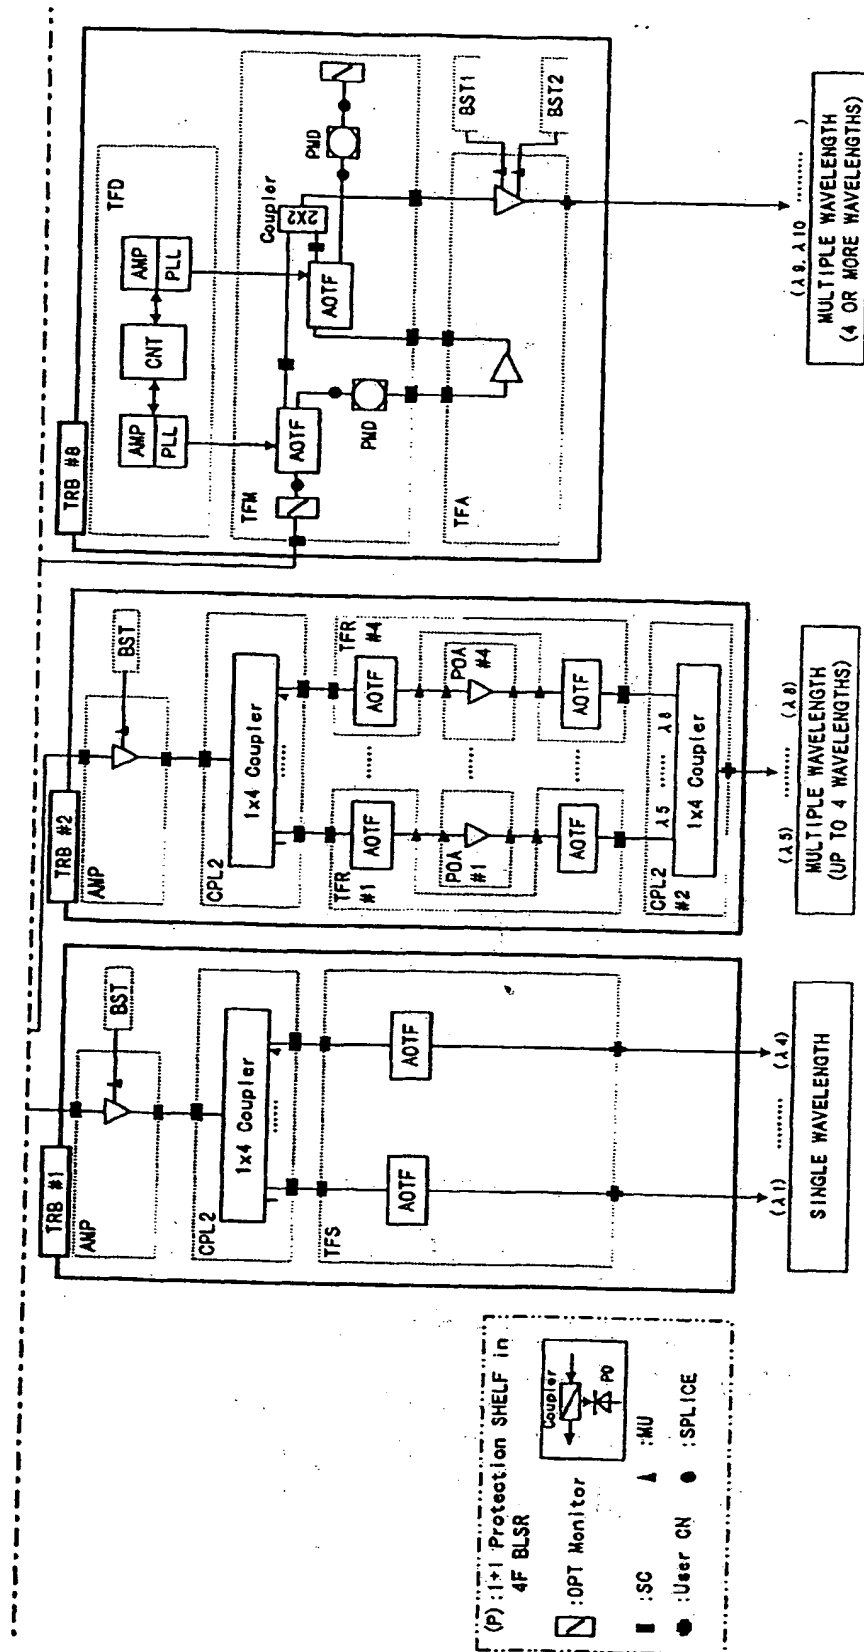 TRB #1
AMP
BST
CPL2
1x4 Coupler
......
TFS
AOTF
AOTF
(λ1) ......... (λ4)
SINGLE WAVELENGTH
TRB #2
AMP
BST
CPL2
1x4 Coupler
......
TFR
#1
AOTF
TFR
#4
AOTF
......
POA
#1
POA
#4
......
AOTF
AOTF
......
λ5 ...... λ8
CPL2
#2
1x4 Coupler
(λ5) ......... (λ8)
MULTIPLE WAVELENGTH
(UP TO 4 WAVELENGTHS)
TRB #8
TFD
AMP
PLL
CNT
AMP
PLL
TFM
AOTF
PMD
AOTF
Coupler
2X2
PMD
TFA
BST1
BST2
(λ9, λ10 ......... )
MULTIPLE WAVELENGTH
(4 OR MORE WAVELENGTHS)
(P) :1+1 Protection SHELF in
4F BLSR
:OPT Monitor
Coupler
PD
:SC
:MU
:User CN
:SPLICE